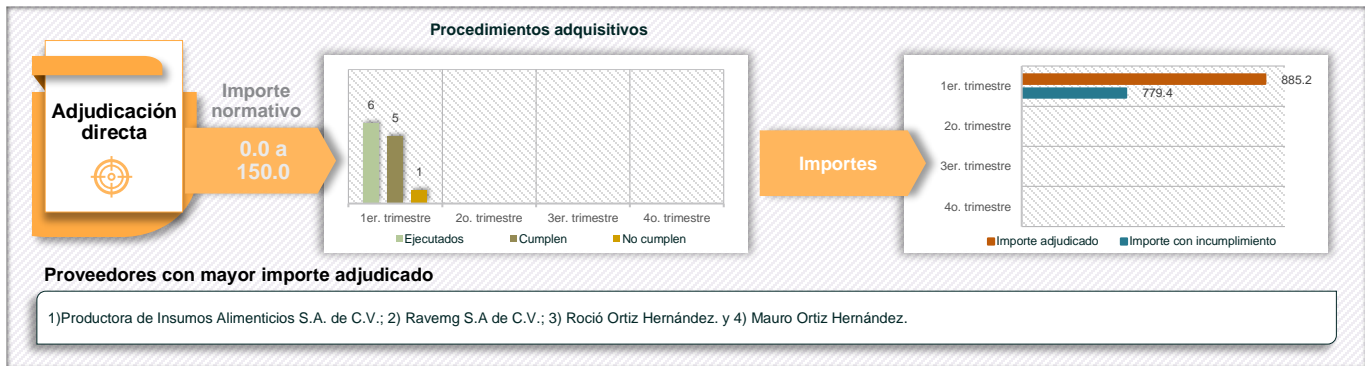 Procedimientos adquisitivos
Adjudicación
directa
Importe
normativo
0.0 a
150.0
6
5
1
1er. trimestre
2o. trimestre
3er. trimestre
4o. trimestre
Ejecutados
Cumplen
No cumplen
Importes
1er. trimestre
2o. trimestre
3er. trimestre
4o. trimestre
885.2
779.4
Importe adjudicado
Importe con incumplimiento
Proveedores con mayor importe adjudicado
1)Productora de Insumos Alimenticios S.A. de C.V.; 2) Ravemg S.A de C.V.; 3) Roció Ortiz Hernández. y 4) Mauro Ortiz Hernández.